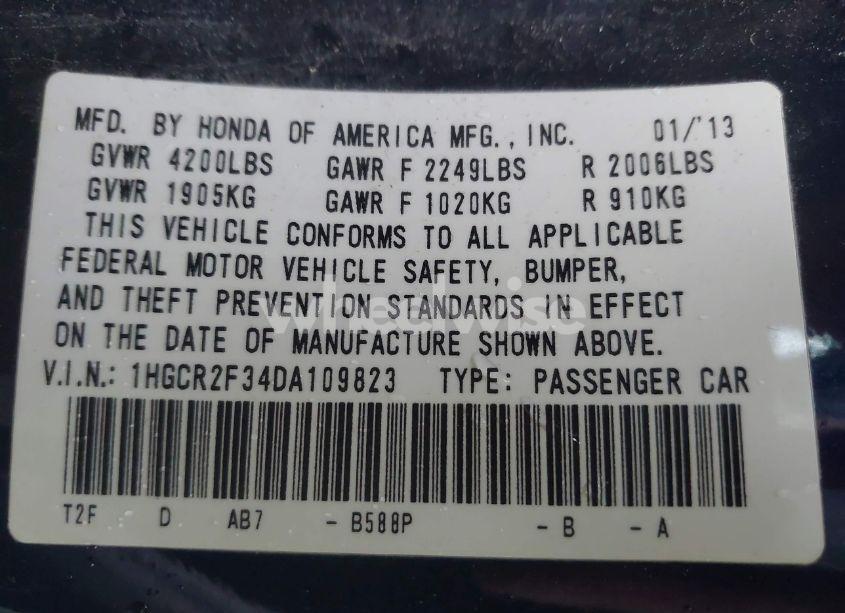 MFD. BY HONDA OF AMERICA MFG., INC. 01/'13
GVWR 4200LBS GAWR F 2249LBS R 2006LBS
GVWR 1905KG GAWR F 1020KG R 910KG
THIS VEHICLE CONFORMS TO ALL APPLICABLE
FEDERAL MOTOR VEHICLE SAFETY, BUMPER,
AND THEFT PREVENTION STANDARDS IN EFFECT
wheelwise
ON THE DATE OF MANUFACTURE SHOWN ABOVE.
V.I.N.: 1HGCR2F34DA109823 TYPE: PASSENGER CAR
T2F D AB7 - B588P - B - A